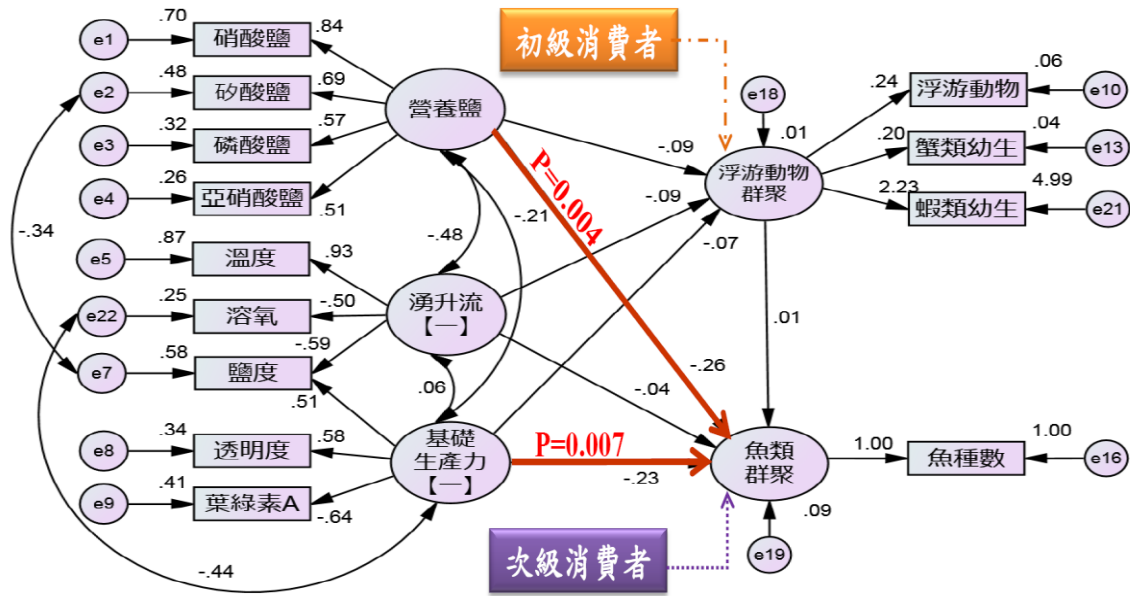 .70
e1
硝酸鹽
.84
初級消費者
.48
e2
矽酸鹽
.69
營養鹽
e18
.01
.24
浮游動物
.06
e10
.32
e3
磷酸鹽
.57
-.09
浮游動物
群聚
.20
蟹類幼生
.04
e13
.26
e4
亞硝酸鹽
.51
P=0.004
-.21
-.09
2.23
蝦類幼生
4.99
e21
-.34
-.48
-.07
.87
e5
溫度
.93
湧升流
【一】
.25
e22
溶氧
-.50
.01
.58
e7
鹽度
-.59
.51
.06
-.04
-.26
.34
e8
透明度
.58
基礎
生產力
【一】
P=0.007
-.23
魚類
群聚
1.00
魚種數
1.00
e16
.41
e9
葉綠素A
-.64
.09
-.44
次級消費者
e19